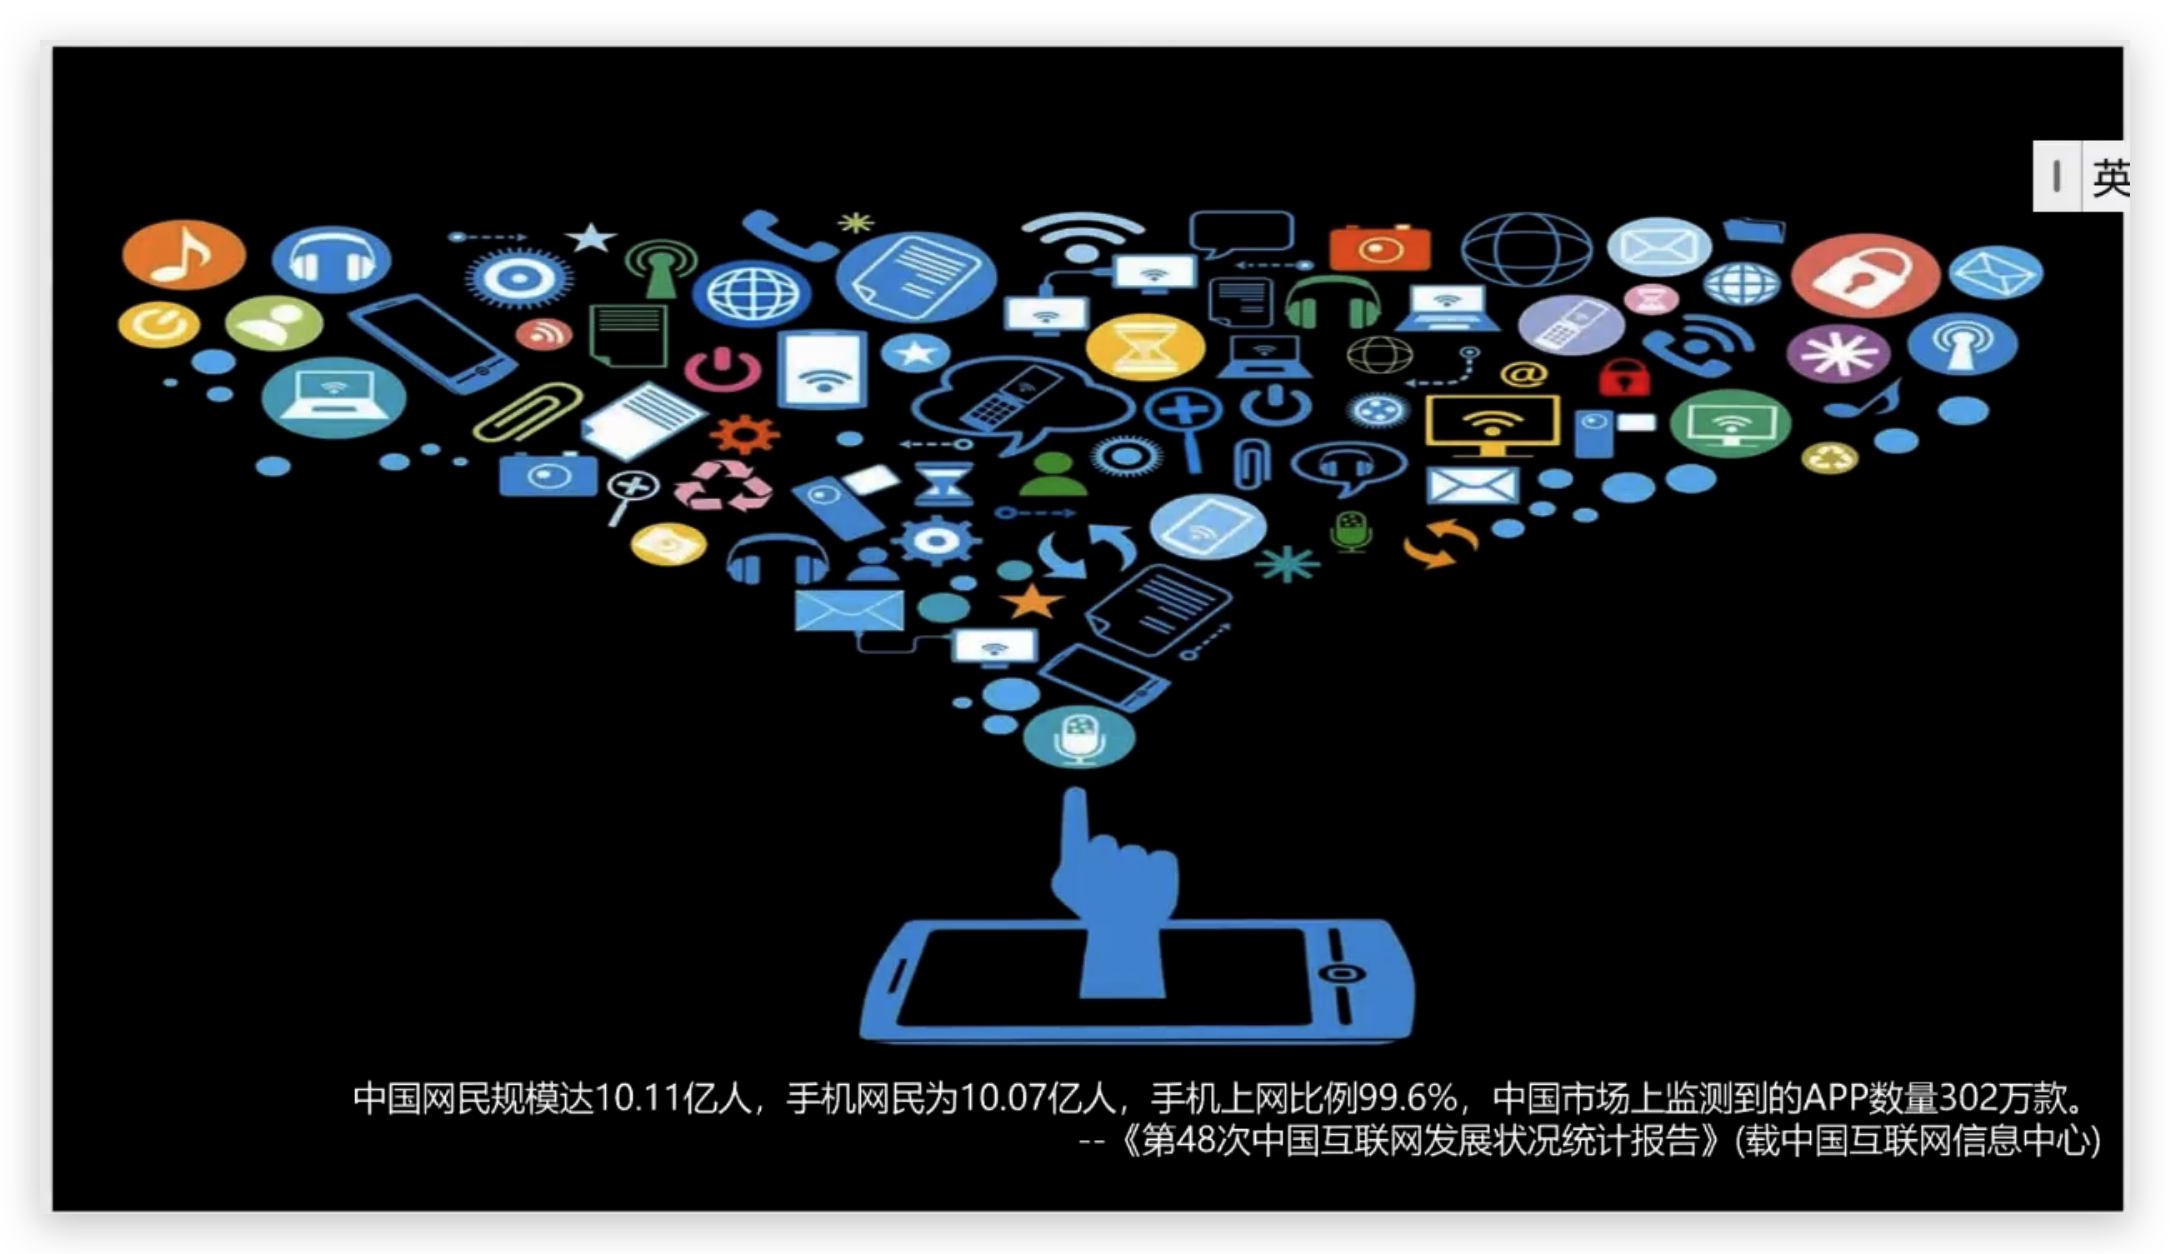 英
中国网民规模达10.11亿人，手机网民为10.07亿人，手机上网比例99.6%，中国市场上监测到的APP数量302万款。
--《第48次中国互联网发展状况统计报告》(载中国互联网信息中心)